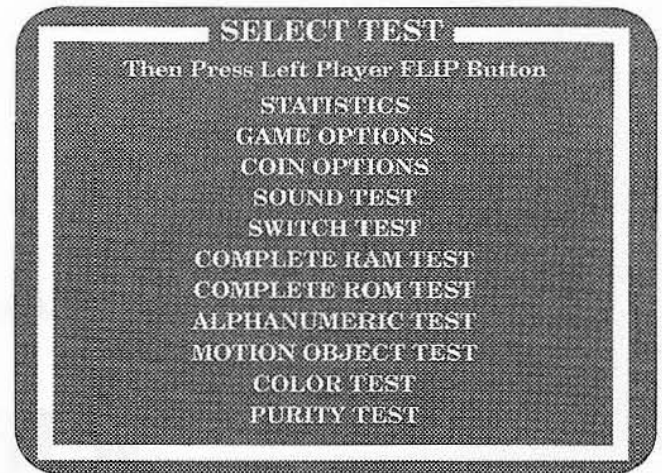 SELECT TEST
Then Press Left Player FLIP Button
STATISTICS
GAME OPTIONS
COIN OPTIONS
SOUND TEST
SWITCH TEST
COMPLETE RAM TEST
COMPLETE ROM TEST
ALPHANUMERIC TEST
MOTION OBJECT TEST
COLOR TEST
PURITY TEST